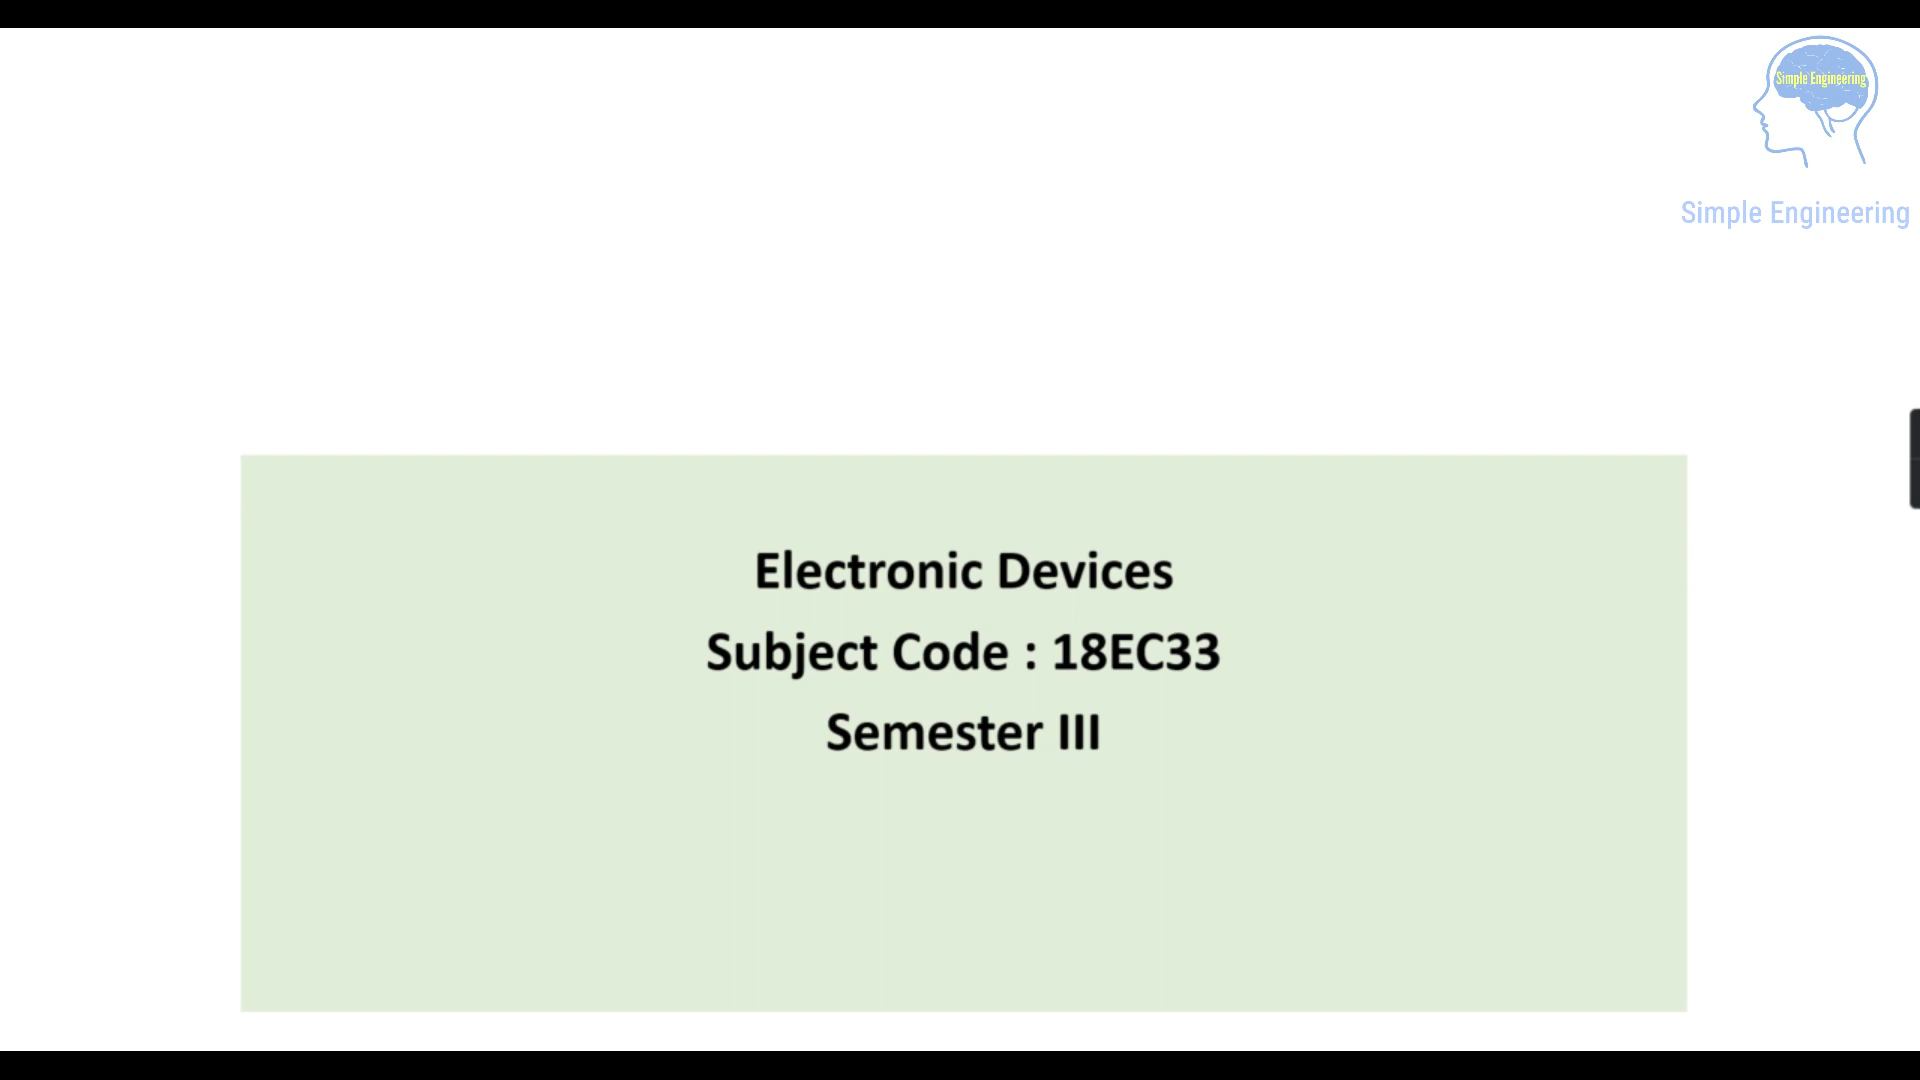 Simple Engineering
Simple Engineering
Electronic Devices
Subject Code : 18EC33
Semester III